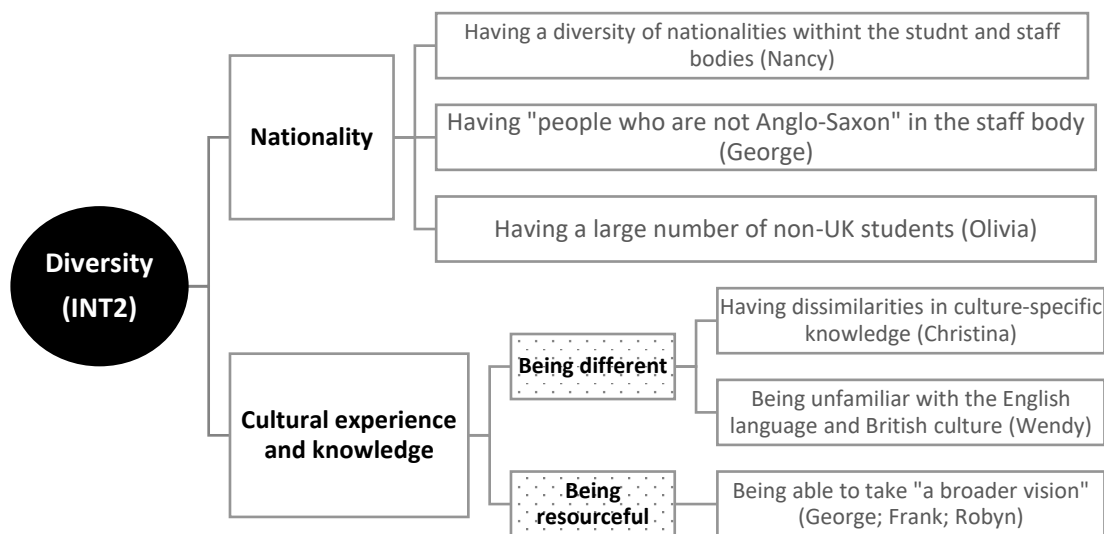 Diversity
(INT2)
Nationality
Having a diversity of nationalities withint the studnt and staff
bodies (Nancy)
Having "people who are not Anglo-Saxon" in the staff body
(George)
Having a large number of non-UK students (Olivia)
Cultural experience
and knowledge
Being different
Having dissimilarities in culture-specific
knowledge (Christina)
Being unfamiliar with the English
language and British culture (Wendy)
Being
resourceful
Being able to take "a broader vision"
(George; Frank; Robyn)